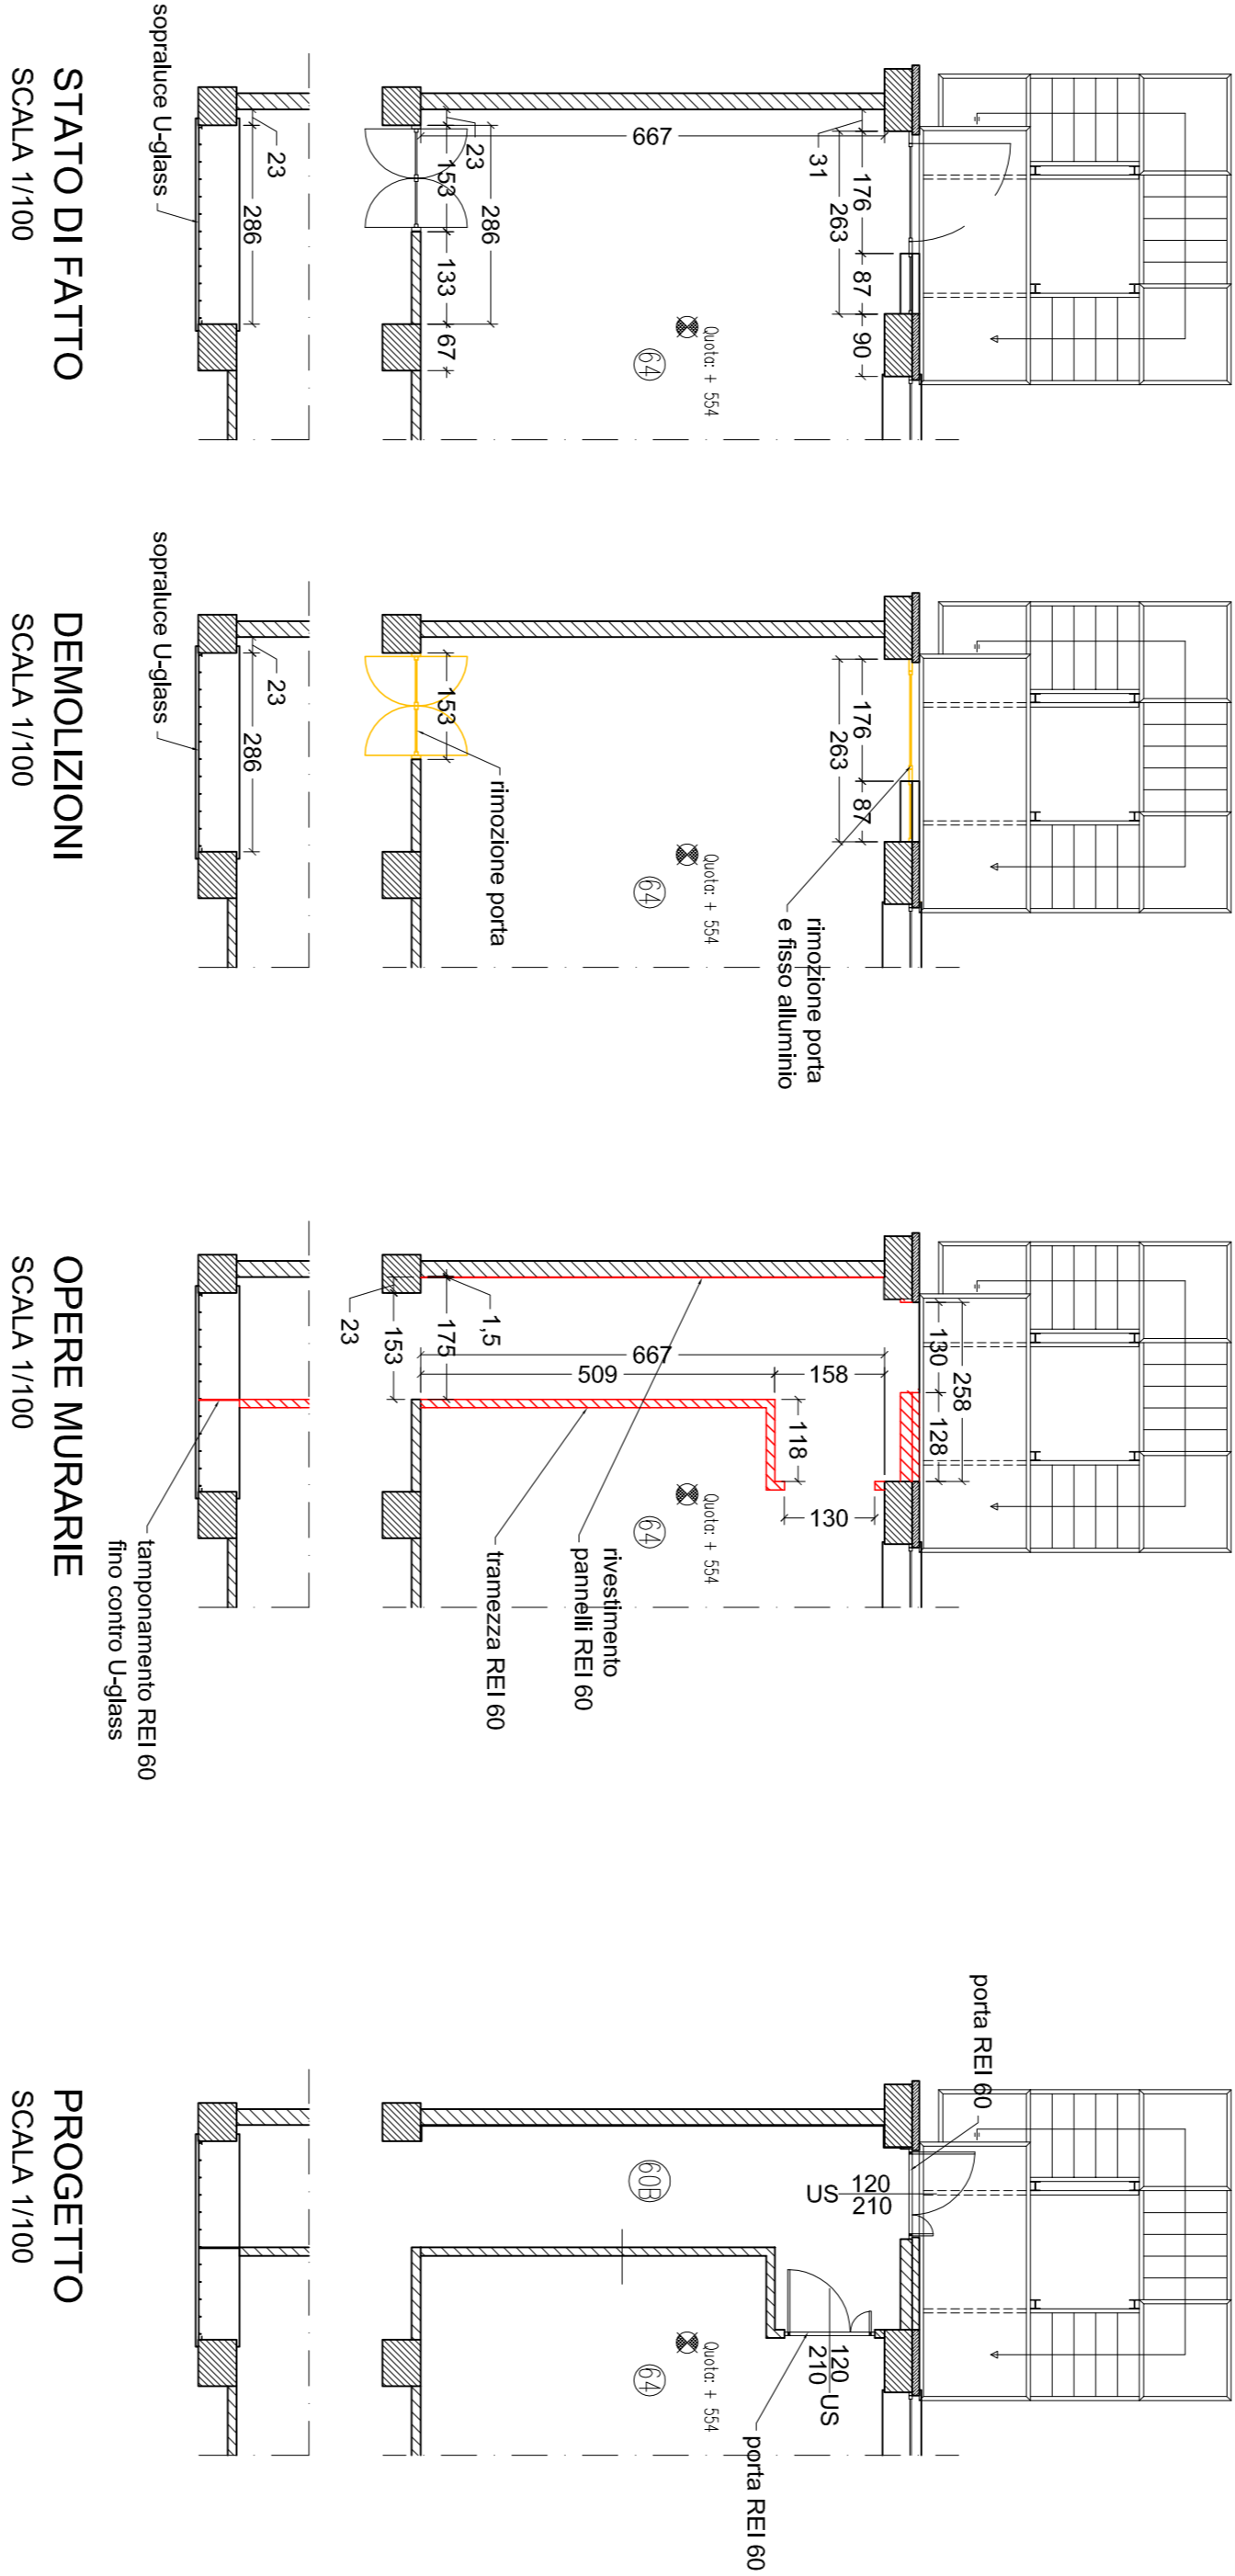 STATO DI FATTO
SCALA 1/100
sopraluce U-glass
23
286
23
153
286
133
67
667
31
176
263
87
90
Quota: + 554
64
DEMOLIZIONI
SCALA 1/100
sopraluce U-glass
23
286
153
rimozione porta
176
263
87
rimozione porta
e fisso alluminio
Quota: + 554
64
OPERE MURARIE
SCALA 1/100
tamponamento REI 60
fino contro U-glass
23
153
175
1,5
667
509
158
118
130
130
258
128
tramezza REI 60
rivestimento
pannelli REI 60
Quota: + 554
64
PROGETTO
SCALA 1/100
porta REI 60
60B
US
120
210
120
210
US
porta REI 60
Quota: + 554
64